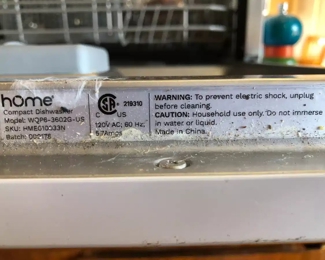 home
Compact Dishwasher
Model: WQP6-3602G-US
SKU: HME010033N
Batch:
C US
219310
120V AC; 60 Hz;
5.7Amps
WARNING: To prevent electric shock, unplug
before cleaning.
CAUTION: Household use only. Do not immerse
in water or liquid.
Made in China.